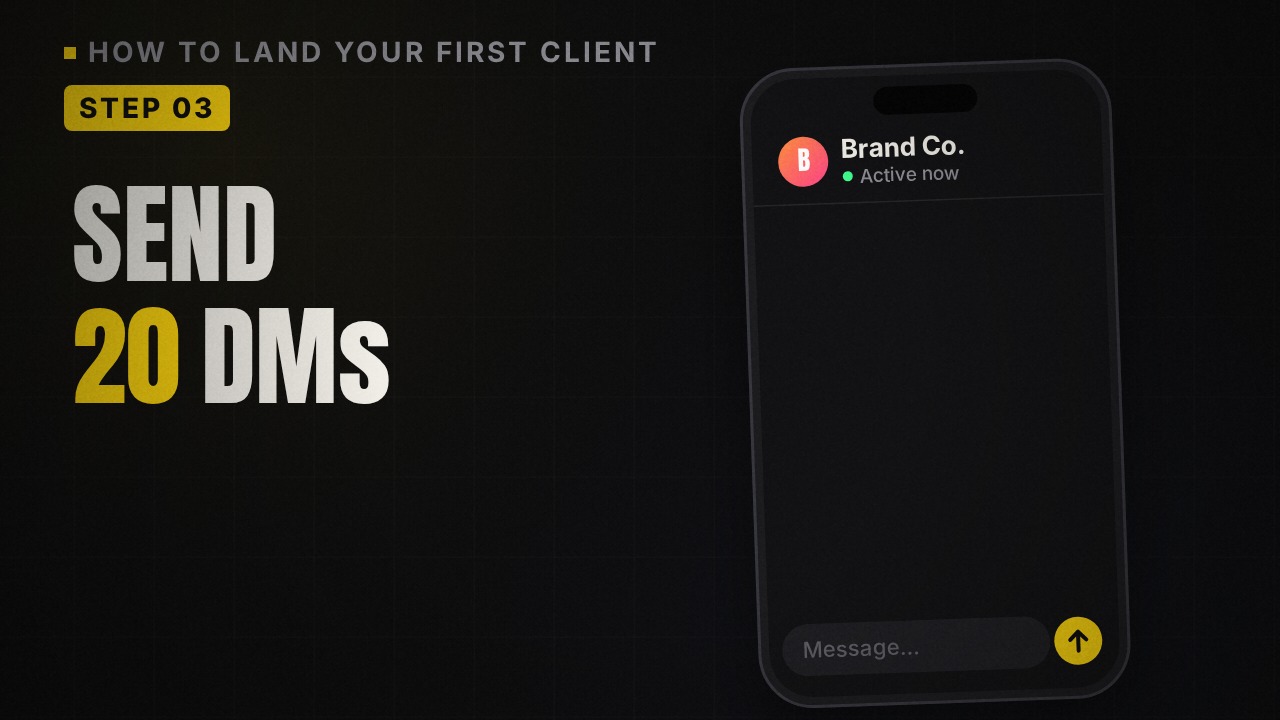 HOW TO LAND YOUR FIRST CLIENT
STEP 03
SEND
20 DMs
B
Brand Co.
Active now
Message...